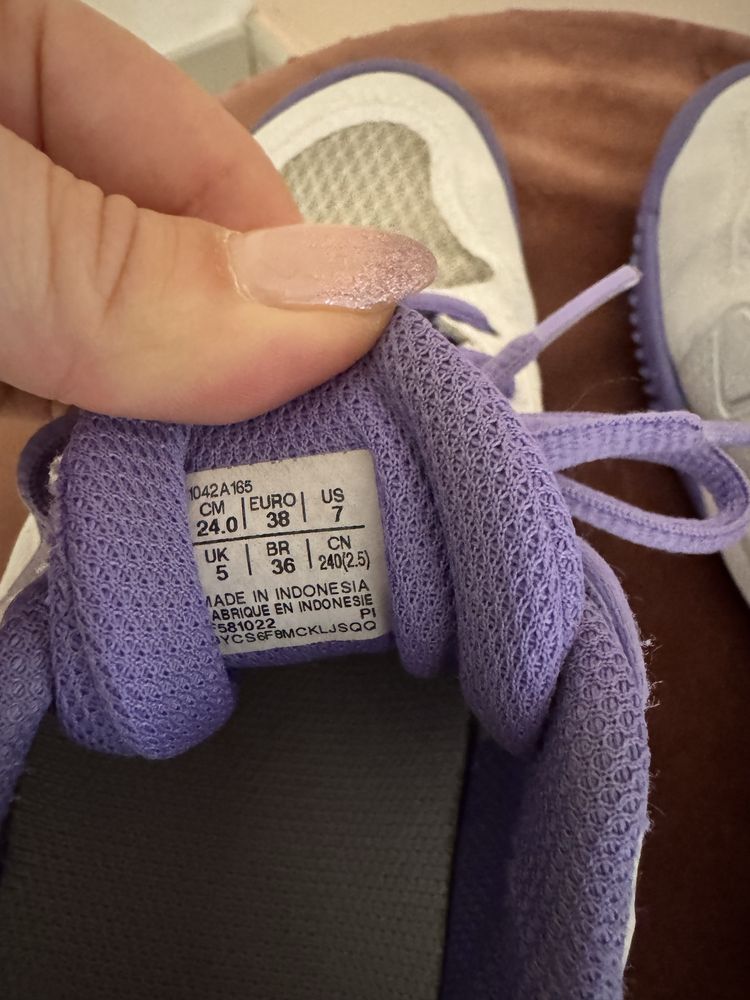 1042A165
CM EURO US
24.0 38 7
UK BR CN
5 36 240(2.5)
MADE IN INDONESIA
FABRIQUE EN INDONESIE
F581022 PI
YCS6F9MCKLJSQQ